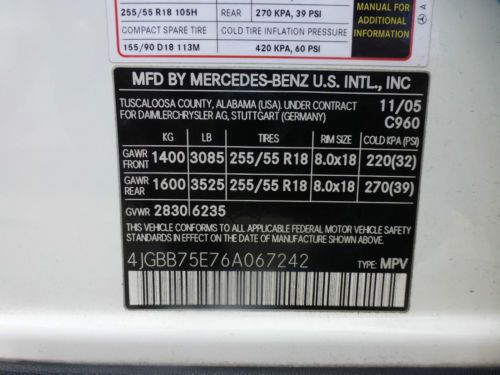 255/55 R18 105H REAR 270 KPA, 39 PSI
COMPACT SPARE TIRE COLD TIRE INFLATION PRESSURE
155/90 D18 113M 420 KPA, 60 PSI
MANUAL FOR
ADDITIONAL
INFORMATION
MFD BY MERCEDES-BENZ U.S. INTL., INC
TUSCALOOSA COUNTY, ALABAMA (USA). UNDER CONTRACT 11/05
FOR DAIMLERCHRYSLER AG, STUTTGART (GERMANY) C960
KG LB TIRES RIM SIZE COLD KPA (PSI)
GAWR FRONT 1400 3085 255/55 R18 8.0x18 220(32)
GAWR REAR 1600 3525 255/55 R18 8.0x18 270(39)
GVWR 2830 6235
THIS VEHICLE CONFORMS TO ALL APPLICABLE FEDERAL MOTOR VEHICLE SAFETY
STANDARDS IN EFFECT ON THE DATE OF MANUFACTURE SHOWN ABOVE.
4JGBB75E76A067242 TYPE: MPV